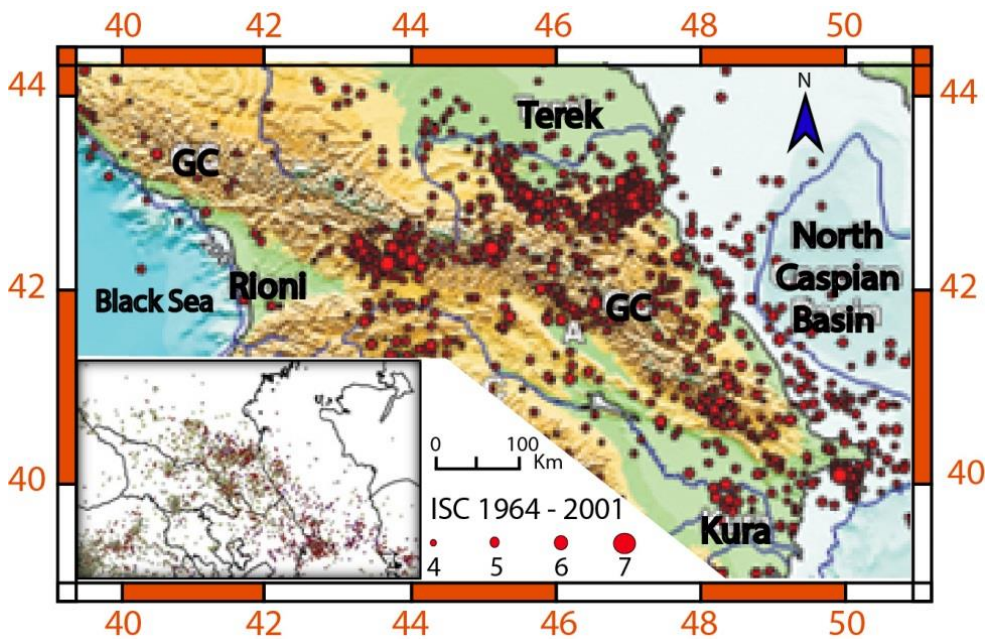 40 42 44 46 48 50
44 44
N
Terek
GC
North
Caspian
Basin
42 42
Rioni
Black Sea
GC
A
0 100
Km
40 40
ISC 1964 - 2001
4 5 6 7
Kura
40 42 44 46 48 50